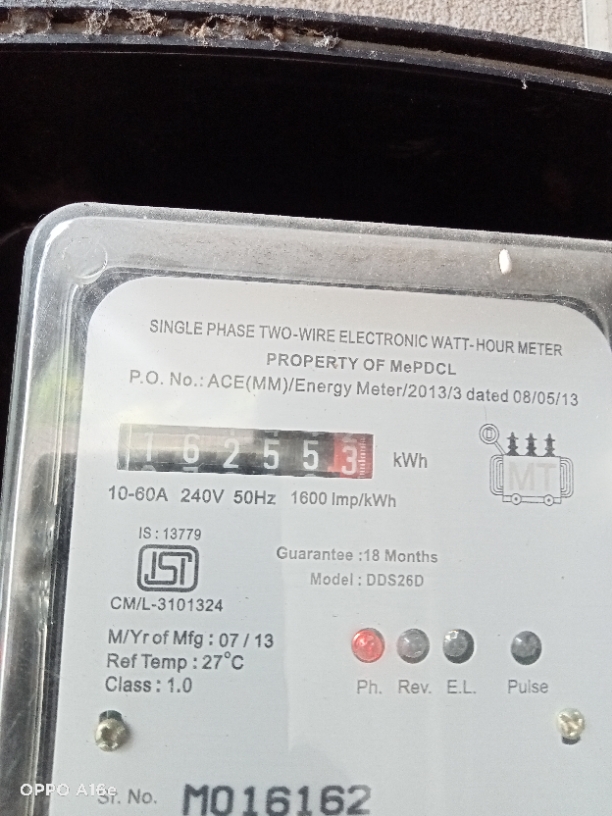 SINGLE PHASE TWO-WIRE ELECTRONIC WATT-HOUR METER
PROPERTY OF MePDCL
P.O. No.: ACE(MM)/Energy Meter/2013/3 dated 08/05/13
162553 kWh
MT
10-60A 240V 50Hz 1600 Imp/kWh
IS : 13779
ISI
CM/L-3101324
Guarantee :18 Months
Model : DDS26D
M/Yr of Mfg : 07 / 13
Ref Temp : 27°C
Class : 1.0
Ph. Rev. E.L. Pulse
Sr. No. M016162
OPPO A16e